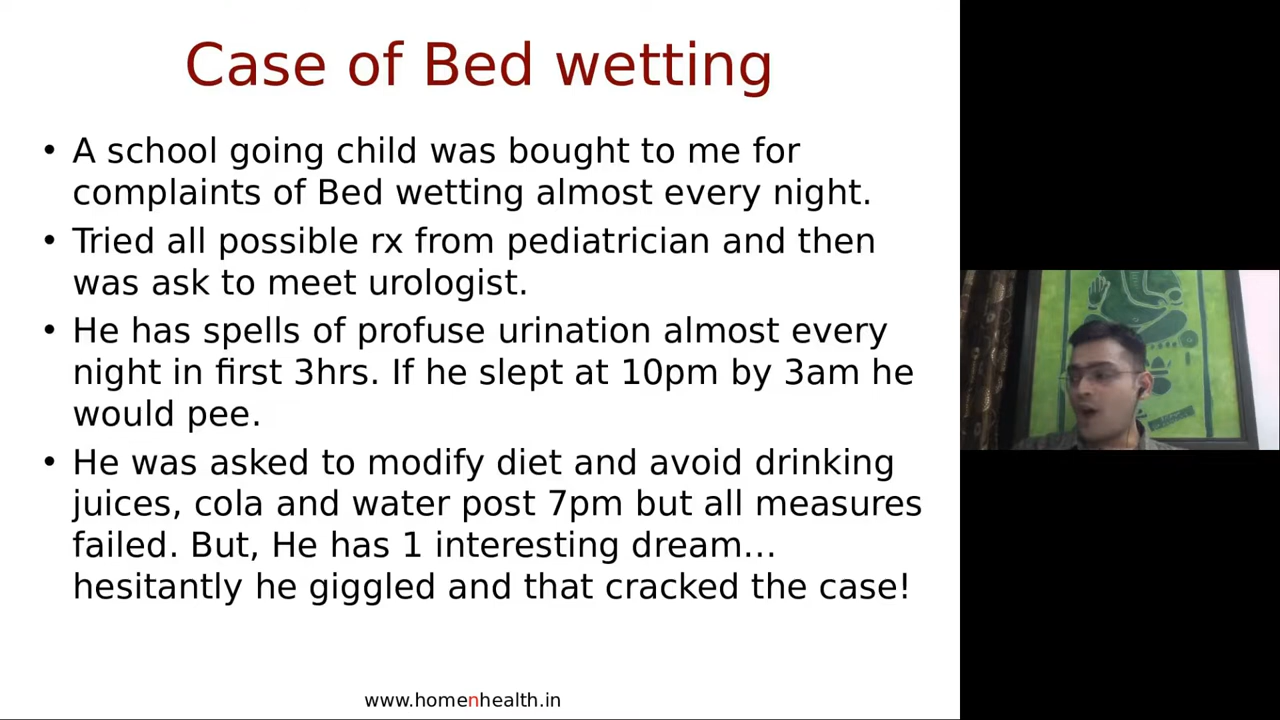 Case of Bed wetting
• A school going child was bought to me for
complaints of Bed wetting almost every night.
• Tried all possible rx from pediatrician and then
was ask to meet urologist.
• He has spells of profuse urination almost every
night in first 3hrs. If he slept at 10pm by 3am he
would pee.
• He was asked to modify diet and avoid drinking
juices, cola and water post 7pm but all measures
failed. But, He has 1 interesting dream...
hesitantly he giggled and that cracked the case!
www.homenhealth.in